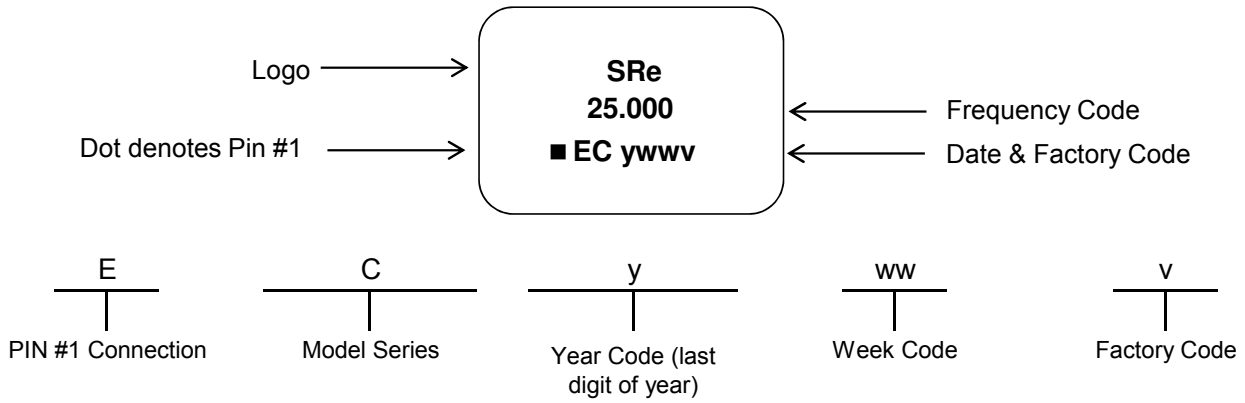 Logo
SRe
25.000
Frequency Code
Dot denotes Pin #1
■ EC ywwv
Date & Factory Code
E
C
y
ww
v
PIN #1 Connection
Model Series
Year Code (last
digit of year)
Week Code
Factory Code